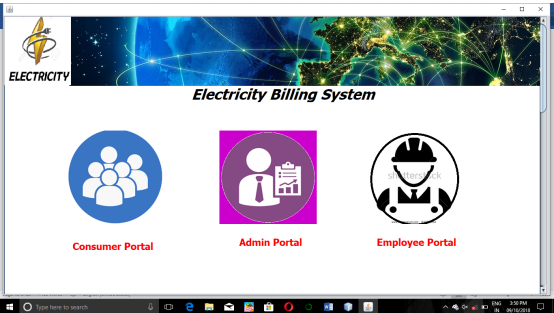 ELECTRICITY
Electricity Billing System
shutterstock
Consumer Portal
Admin Portal
Employee Portal
Type here to search
ENG
3:50 PM
IN
09/10/2018